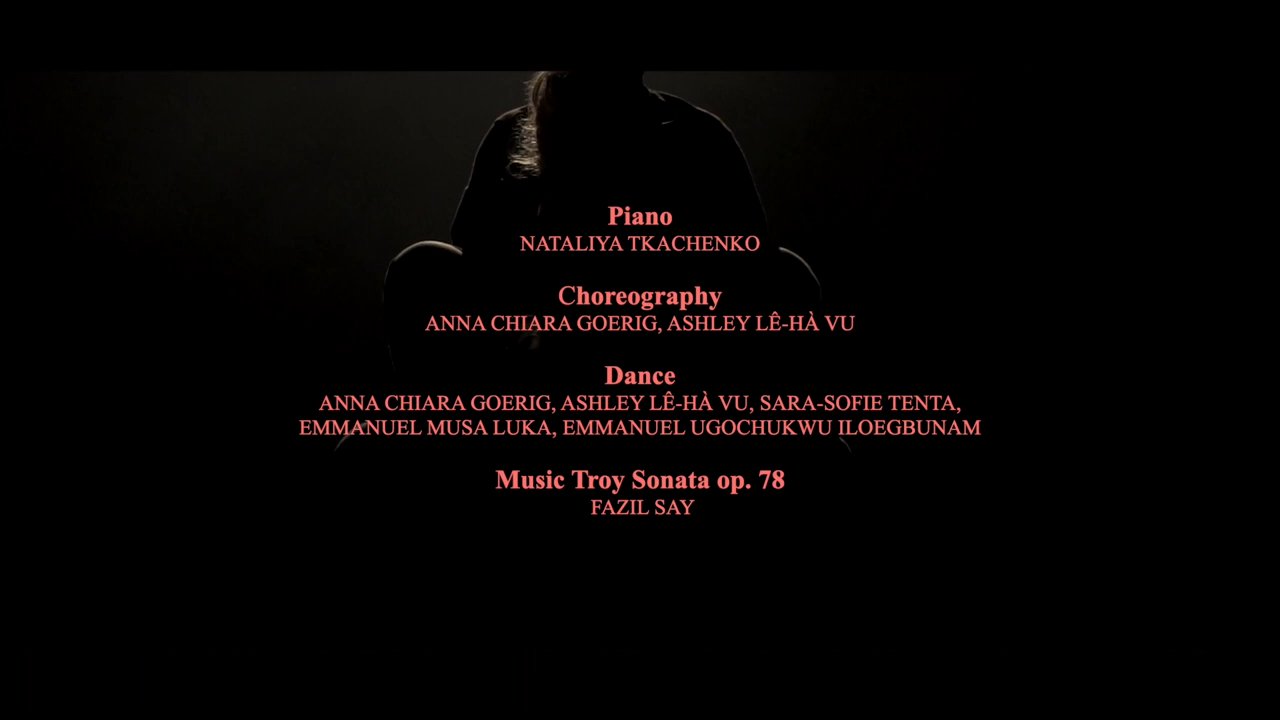 Piano
NATALIYA TKACHENKO
Choreography
ANNA CHIARA GOERIG, ASHLEY LÊ-HÀ VU
Dance
ANNA CHIARA GOERIG, ASHLEY LÊ-HÀ VU, SARA-SOFIE TENTA,
EMMANUEL MUSA LUKA, EMMANUEL UGOCHUKWU ILOEGBUNAM
Music Troy Sonata op. 78
FAZIL SAY